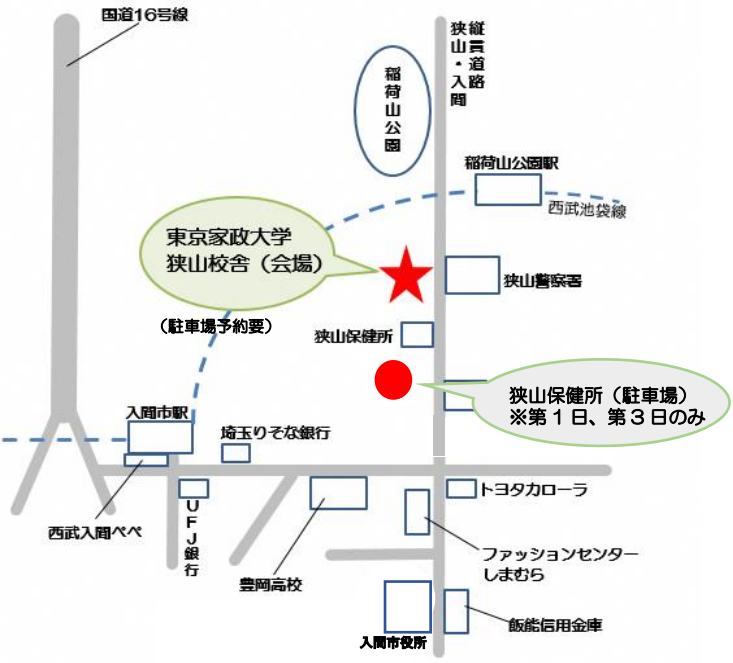 国道16号線
縦貫道路
狭山・入間
稲荷山公園
稲荷山公園駅
西武池袋線
東京家政大学
狭山校舎（会場）
狭山警察署
（駐車場予約要）
狭山保健所
狭山保健所（駐車場）
※第１日、第３日のみ
入間市駅
埼玉りそな銀行
西武入間ペペ
ＵＦＪ銀行
トヨタカローラ
豊岡高校
ファッションセンター
しまむら
入間市役所
飯能信用金庫